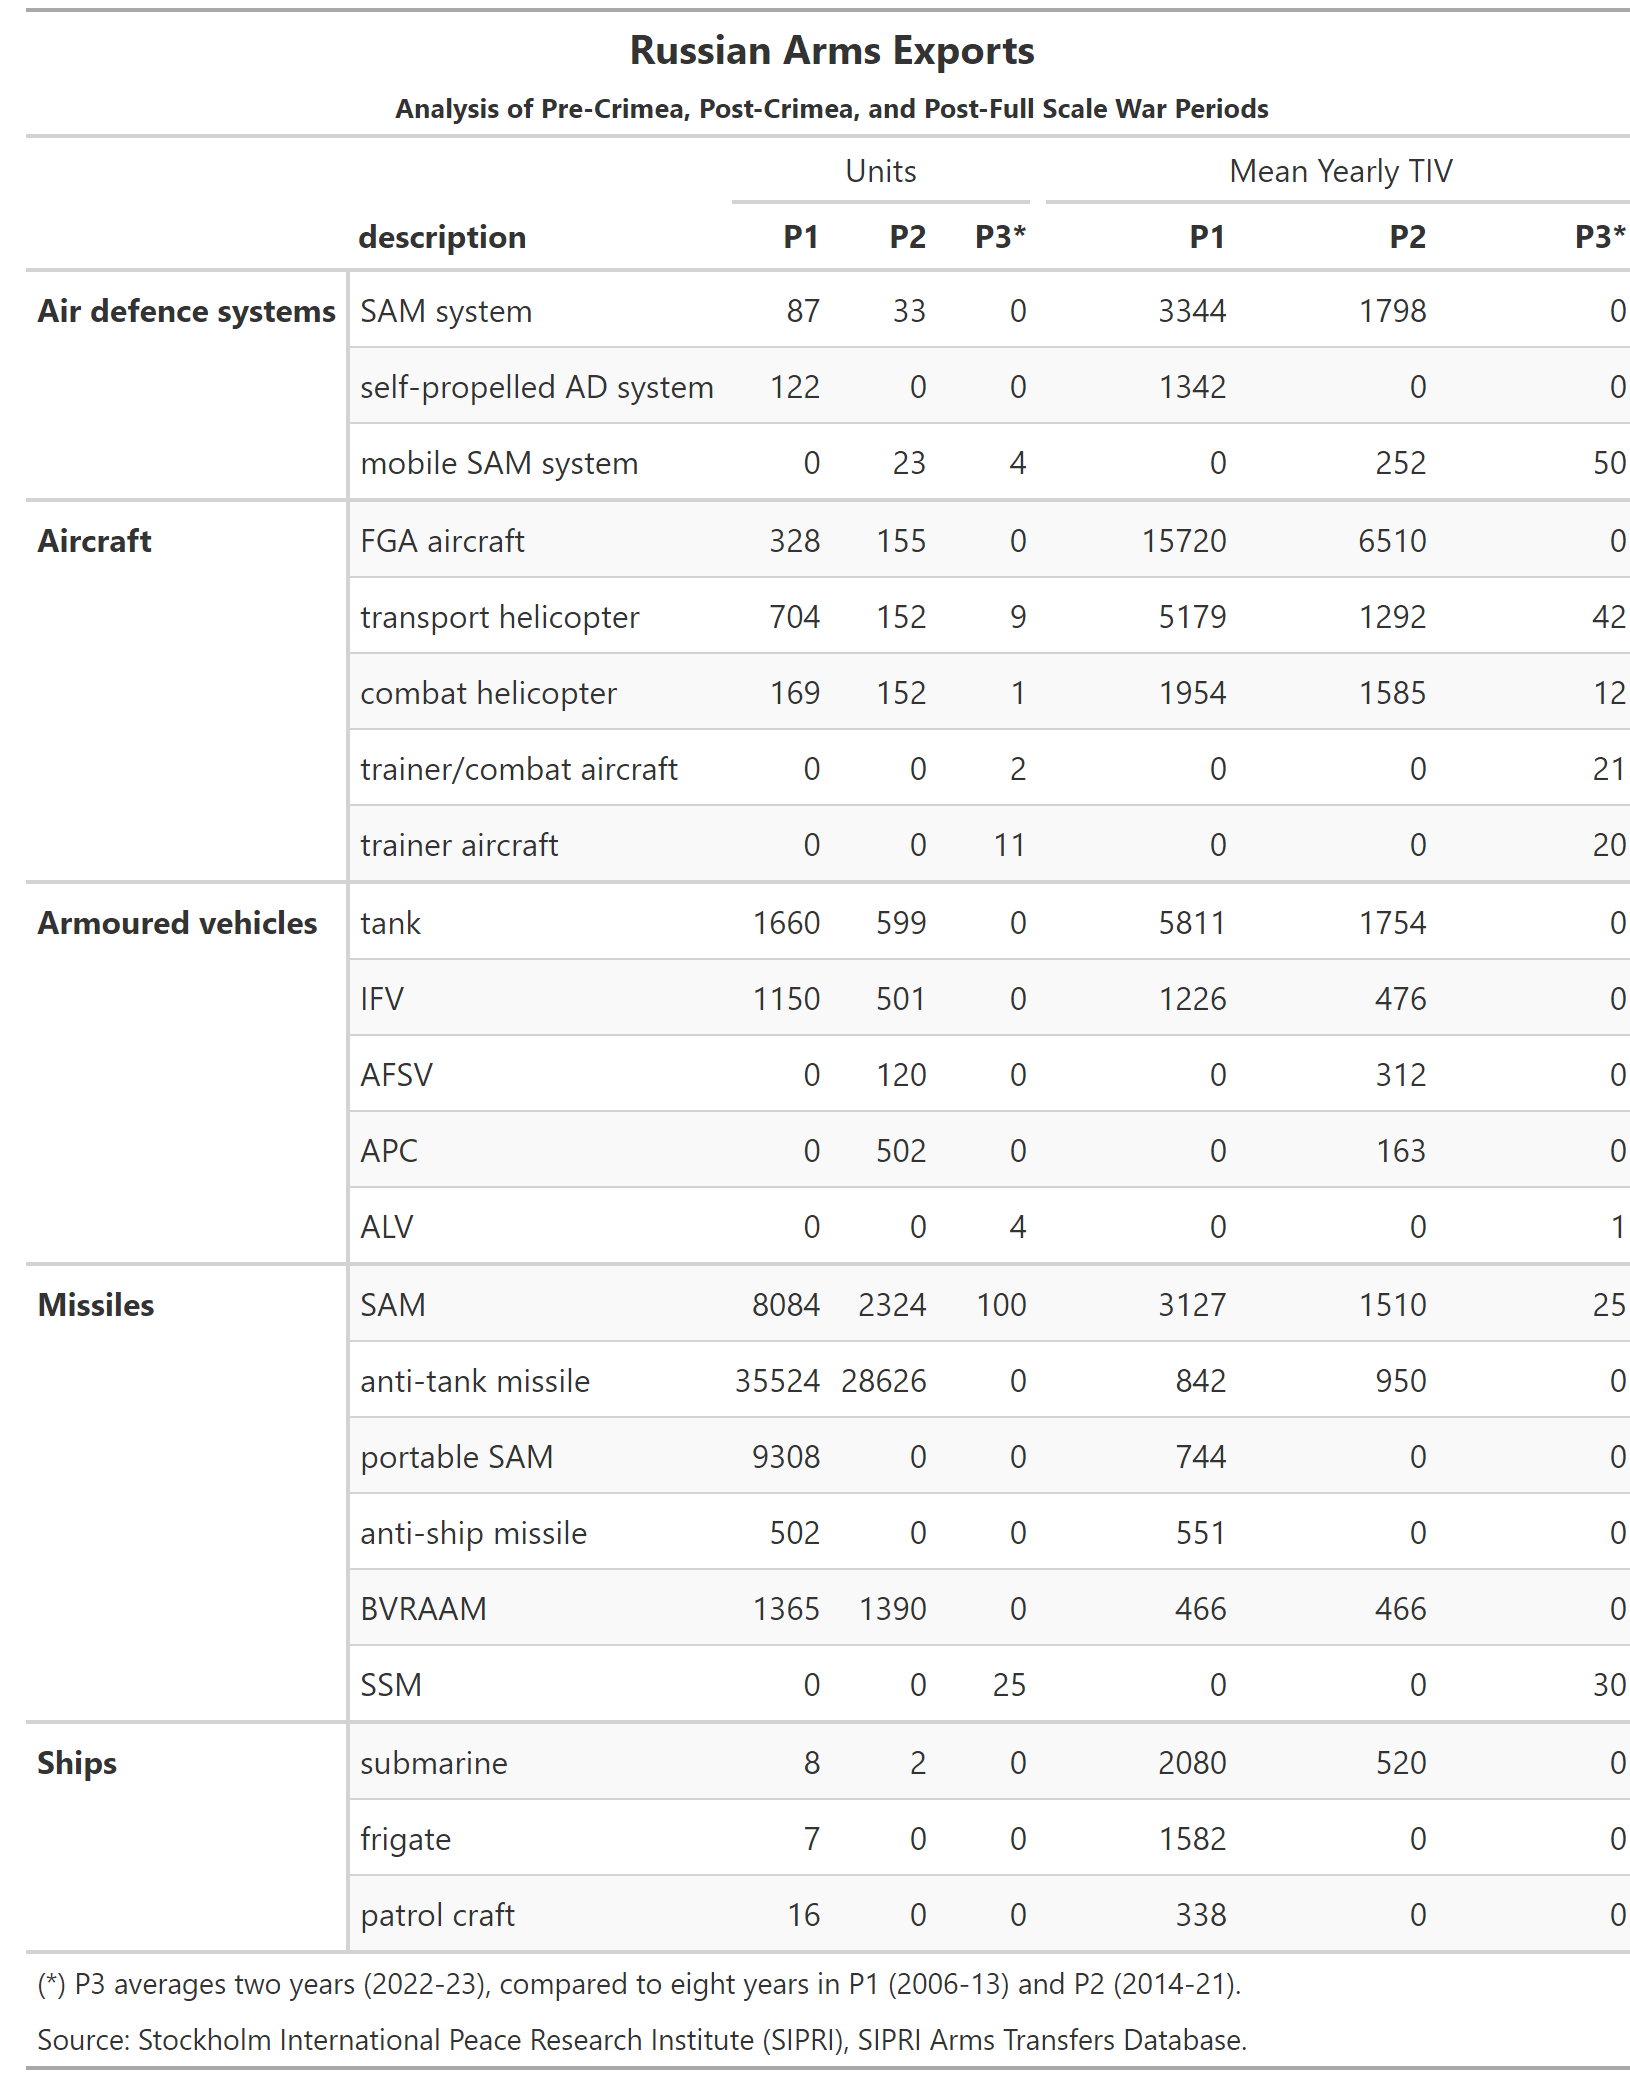 Russian Arms Exports
Analysis of Pre-Crimea, Post-Crimea, and Post-Full Scale War Periods
Units Mean Yearly TIV
description P1 P2 P3* P1 P2 P3*
Air defence systems SAM system 87 33 0 3344 1798 0
self-propelled AD system 122 0 0 1342 0 0
mobile SAM system 0 23 4 0 252 50
Aircraft FGA aircraft 328 155 0 15720 6510 0
transport helicopter 704 152 9 5179 1292 42
combat helicopter 169 152 1 1954 1585 12
trainer/combat aircraft 0 0 2 0 0 21
trainer aircraft 0 0 11 0 0 20
Armoured vehicles tank 1660 599 0 5811 1754 0
IFV 1150 501 0 1226 476 0
AFSV 0 120 0 0 312 0
APC 0 502 0 0 163 0
ALV 0 0 4 0 0 1
Missiles SAM 8084 2324 100 3127 1510 25
anti-tank missile 35524 28626 0 842 950 0
portable SAM 9308 0 0 744 0 0
anti-ship missile 502 0 0 551 0 0
BVRAAM 1365 1390 0 466 466 0
SSM 0 0 25 0 0 30
Ships submarine 8 2 0 2080 520 0
frigate 7 0 0 1582 0 0
patrol craft 16 0 0 338 0 0
(*) P3 averages two years (2022-23), compared to eight years in P1 (2006-13) and P2 (2014-21).
Source: Stockholm International Peace Research Institute (SIPRI), SIPRI Arms Transfers Database.